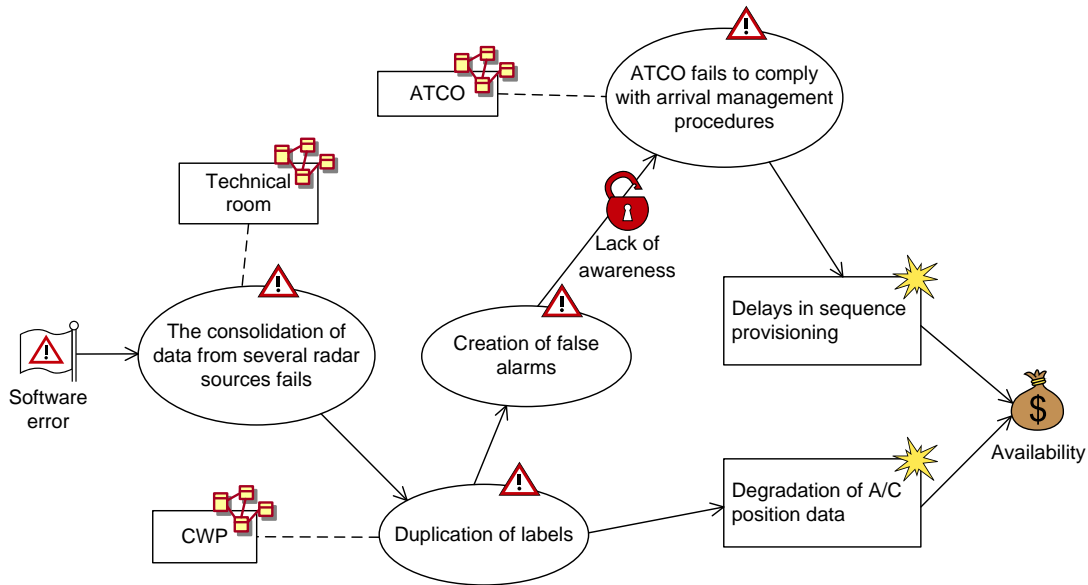 ATCO
ATCO fails to comply
with arrival management
procedures
Technical
room
Lack of
awareness
The consolidation of
data from several radar
sources fails
Software
error
Creation of false
alarms
Delays in sequence
provisioning
$
Availability
CWP
Duplication of labels
Degradation of A/C
position data